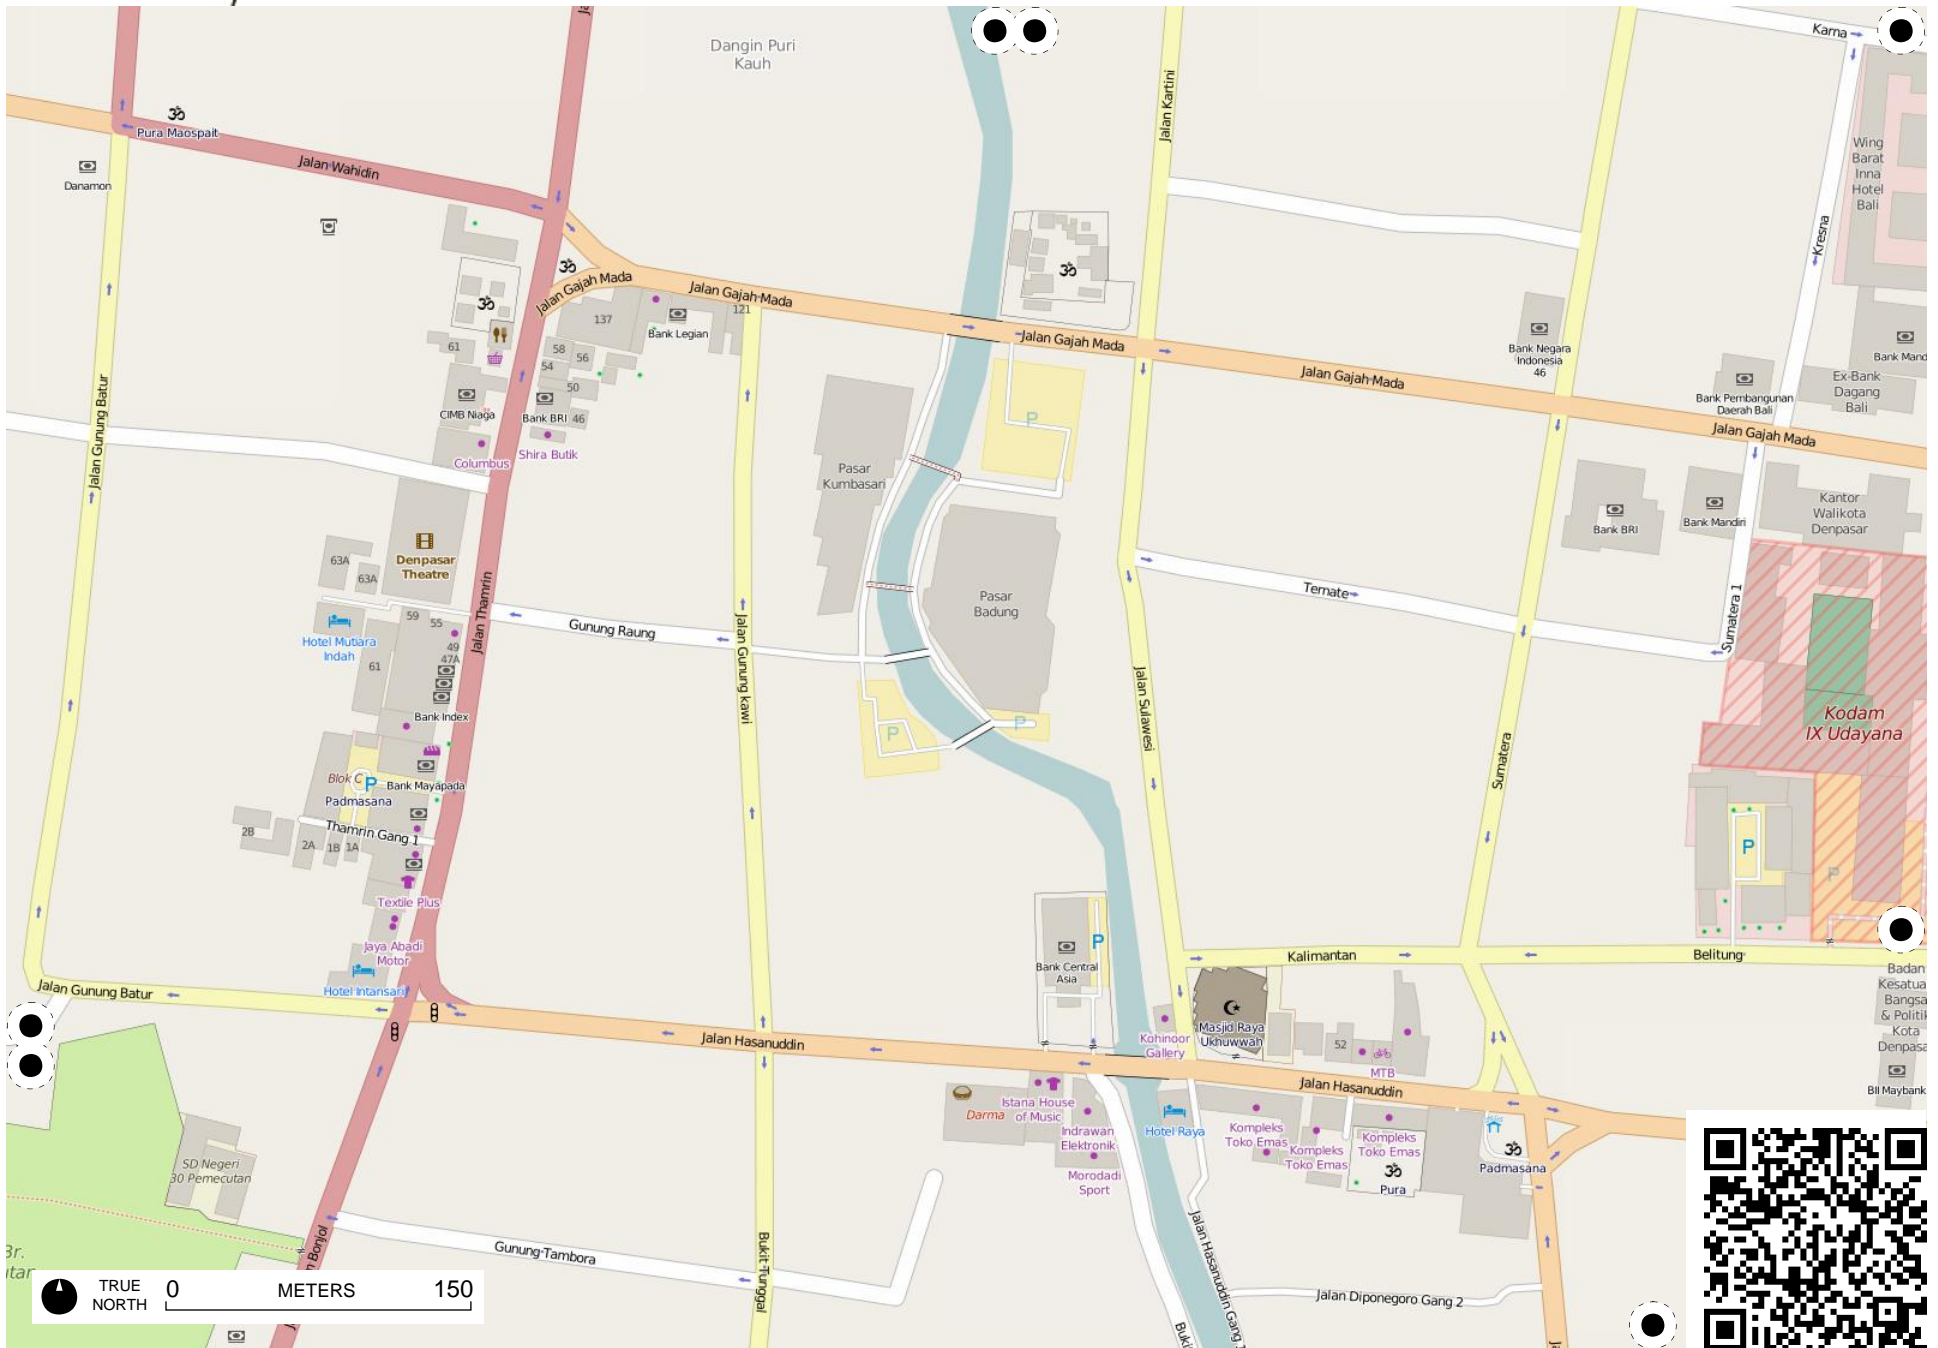 Dangin Puri
Kauh
Karna
Jalan Kartini
Pura Maospait
Jalan Wahidin
Danamon
Wing
Barat
Inna
Hotel
Bali
Kresna
Jalan Gajah Mada
Jalan Gajah Mada
137
121
Bank Legian
Jalan Gajah Mada
Jalan Gajah Mada
61
58
56
54
50
CIMB Niaga
Bank BRI
46
Columbus
Shira Butik
Bank Negara
Indonesia
46
Bank Mand
Bank Pembangunan
Daerah Bali
Ex-Bank
Dagang
Bali
Jalan Gajah Mada
Jalan Gunung Batur
P
Pasar
Kumbasari
Bank BRI
Bank Mandiri
Kantor
Walikota
Denpasar
Denpasar
Theatre
63A
63A
Jalan Thamrin
Pasar
Badung
Ternate
Sumatera 1
59
55
Hotel Mutiara
Indah
49
47A
61
Gunung Raung
Jalan Gunung kawi
Jalan Sulawesi
Bank Index
P
P
Kodam
IX Udayana
Sumatera
Blok C
P
Bank Mayapada
Padmasana
Thamrin Gang 1
2B
2A
1B
1A
P
P
Textile Plus
Jaya Abadi
Motor
Hotel Intansari
Jalan Gunung Batur
P
Bank Central
Asia
Kalimantan
Belitung
Badan
Kesatua
Bangsa
& Politik
Kota
Denpasa
BII Maybank
Jalan Hasanuddin
Kohinoor
Gallery
Masjid Raya
Ukhuwwah
52
MTB
Jalan Hasanuddin
Darma
Istana House
of Music
Indrawan
Elektronik
Morodadi
Sport
Hotel Raya
Kompleks
Toko Emas
Kompleks
Toko Emas
Kompleks
Toko Emas
Pura
Padmasana
SD Negeri
30 Pemecutan
Br.
tar
n Bonjol
Gunung Tambora
Bukit Tunggal
Jalan Hasanuddin Gang 1
Jalan Diponegoro Gang 2
Buki
TRUE
NORTH
0 METERS 150